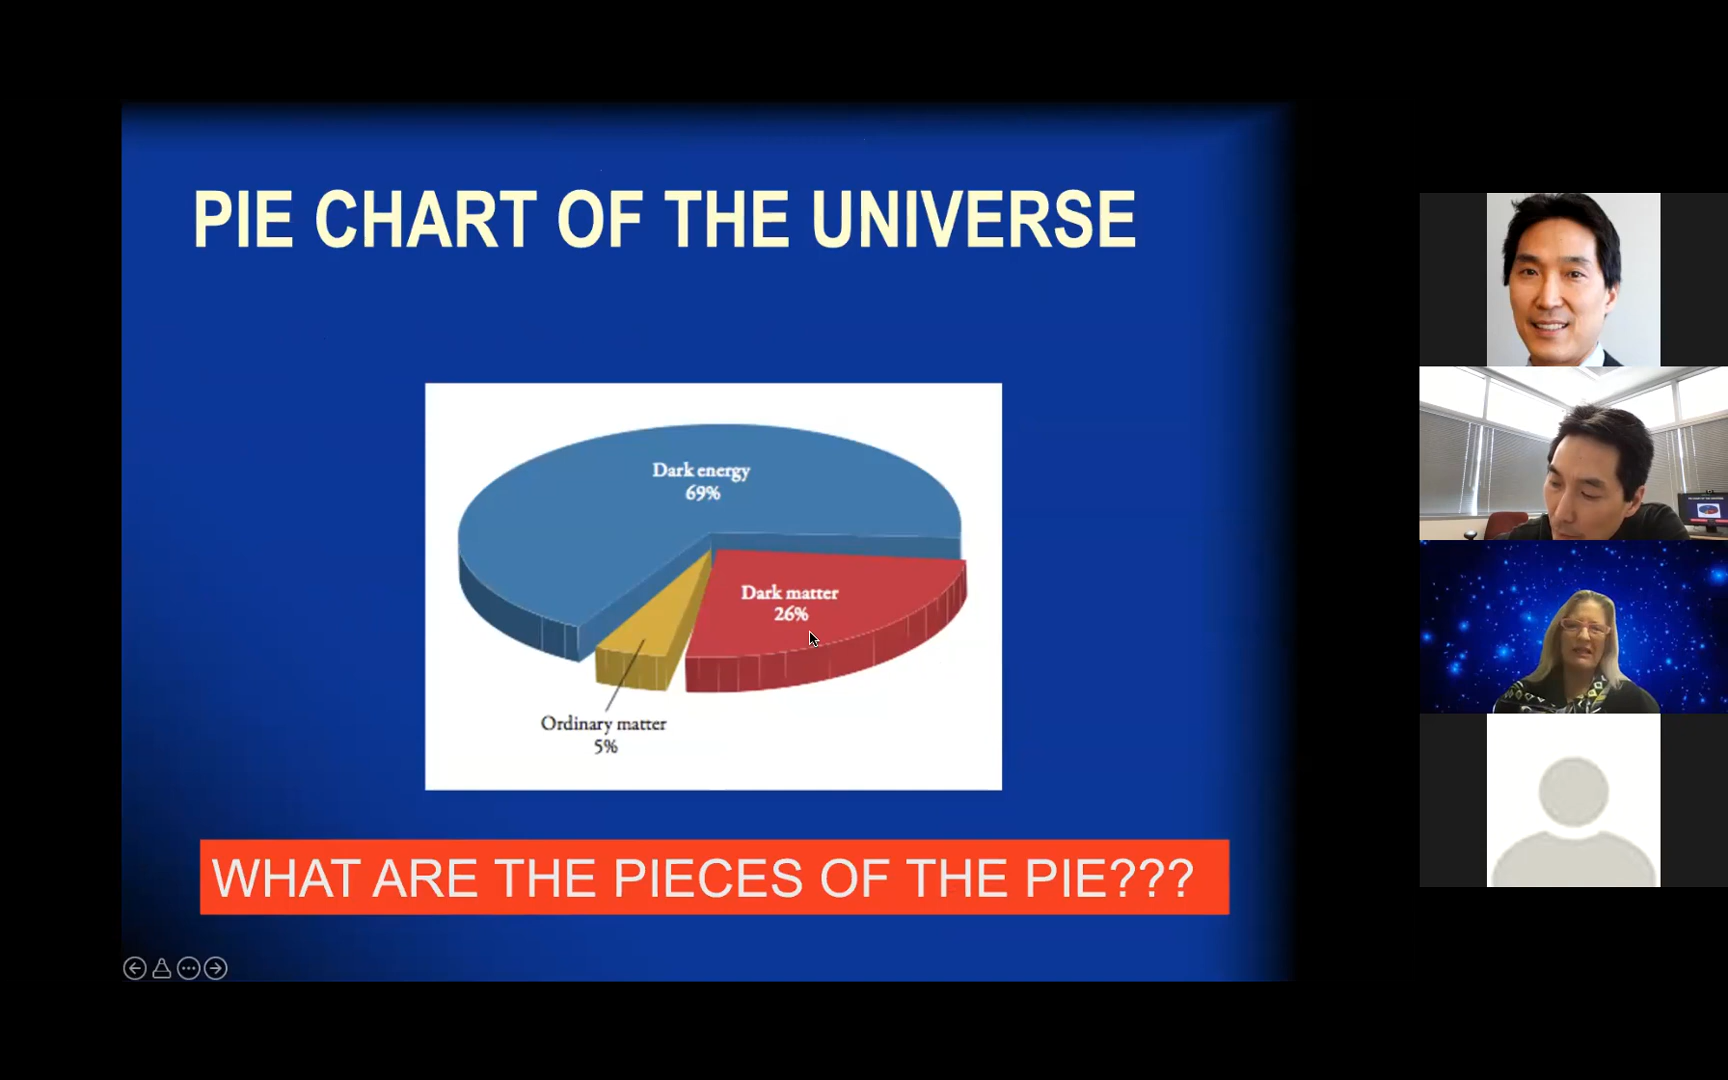 PIE CHART OF THE UNIVERSE
Dark energy
69%
Dark matter
26%
Ordinary matter
5%
WHAT ARE THE PIECES OF THE PIE???